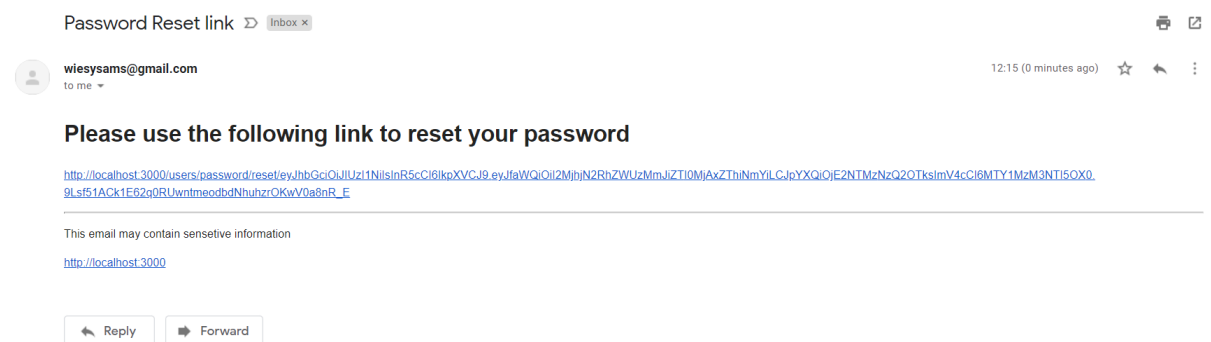 Password Reset link Inbox ×
wiesysams@gmail.com 12:15 (0 minutes ago)
to me
Please use the following link to reset your password
http://localhost:3000/users/password/reset/eyJhbGciOiJIUzI1NiIsInR5cCI6IkpXVCJ9.eyJfaWQiOiI2MjhjN2RhZWUzMmJiZTI0MjAxZThiNmYiLCJpYXQiOjE2NTMzNzQ2OTksImV4cCI6MTY1MzM3NTI5OX0.
9Lsf51ACk1E62q0RUwntmeodbdNhuhzrOKwV0a8nR_E
This email may contain sensetive information
http://localhost:3000
Reply Forward